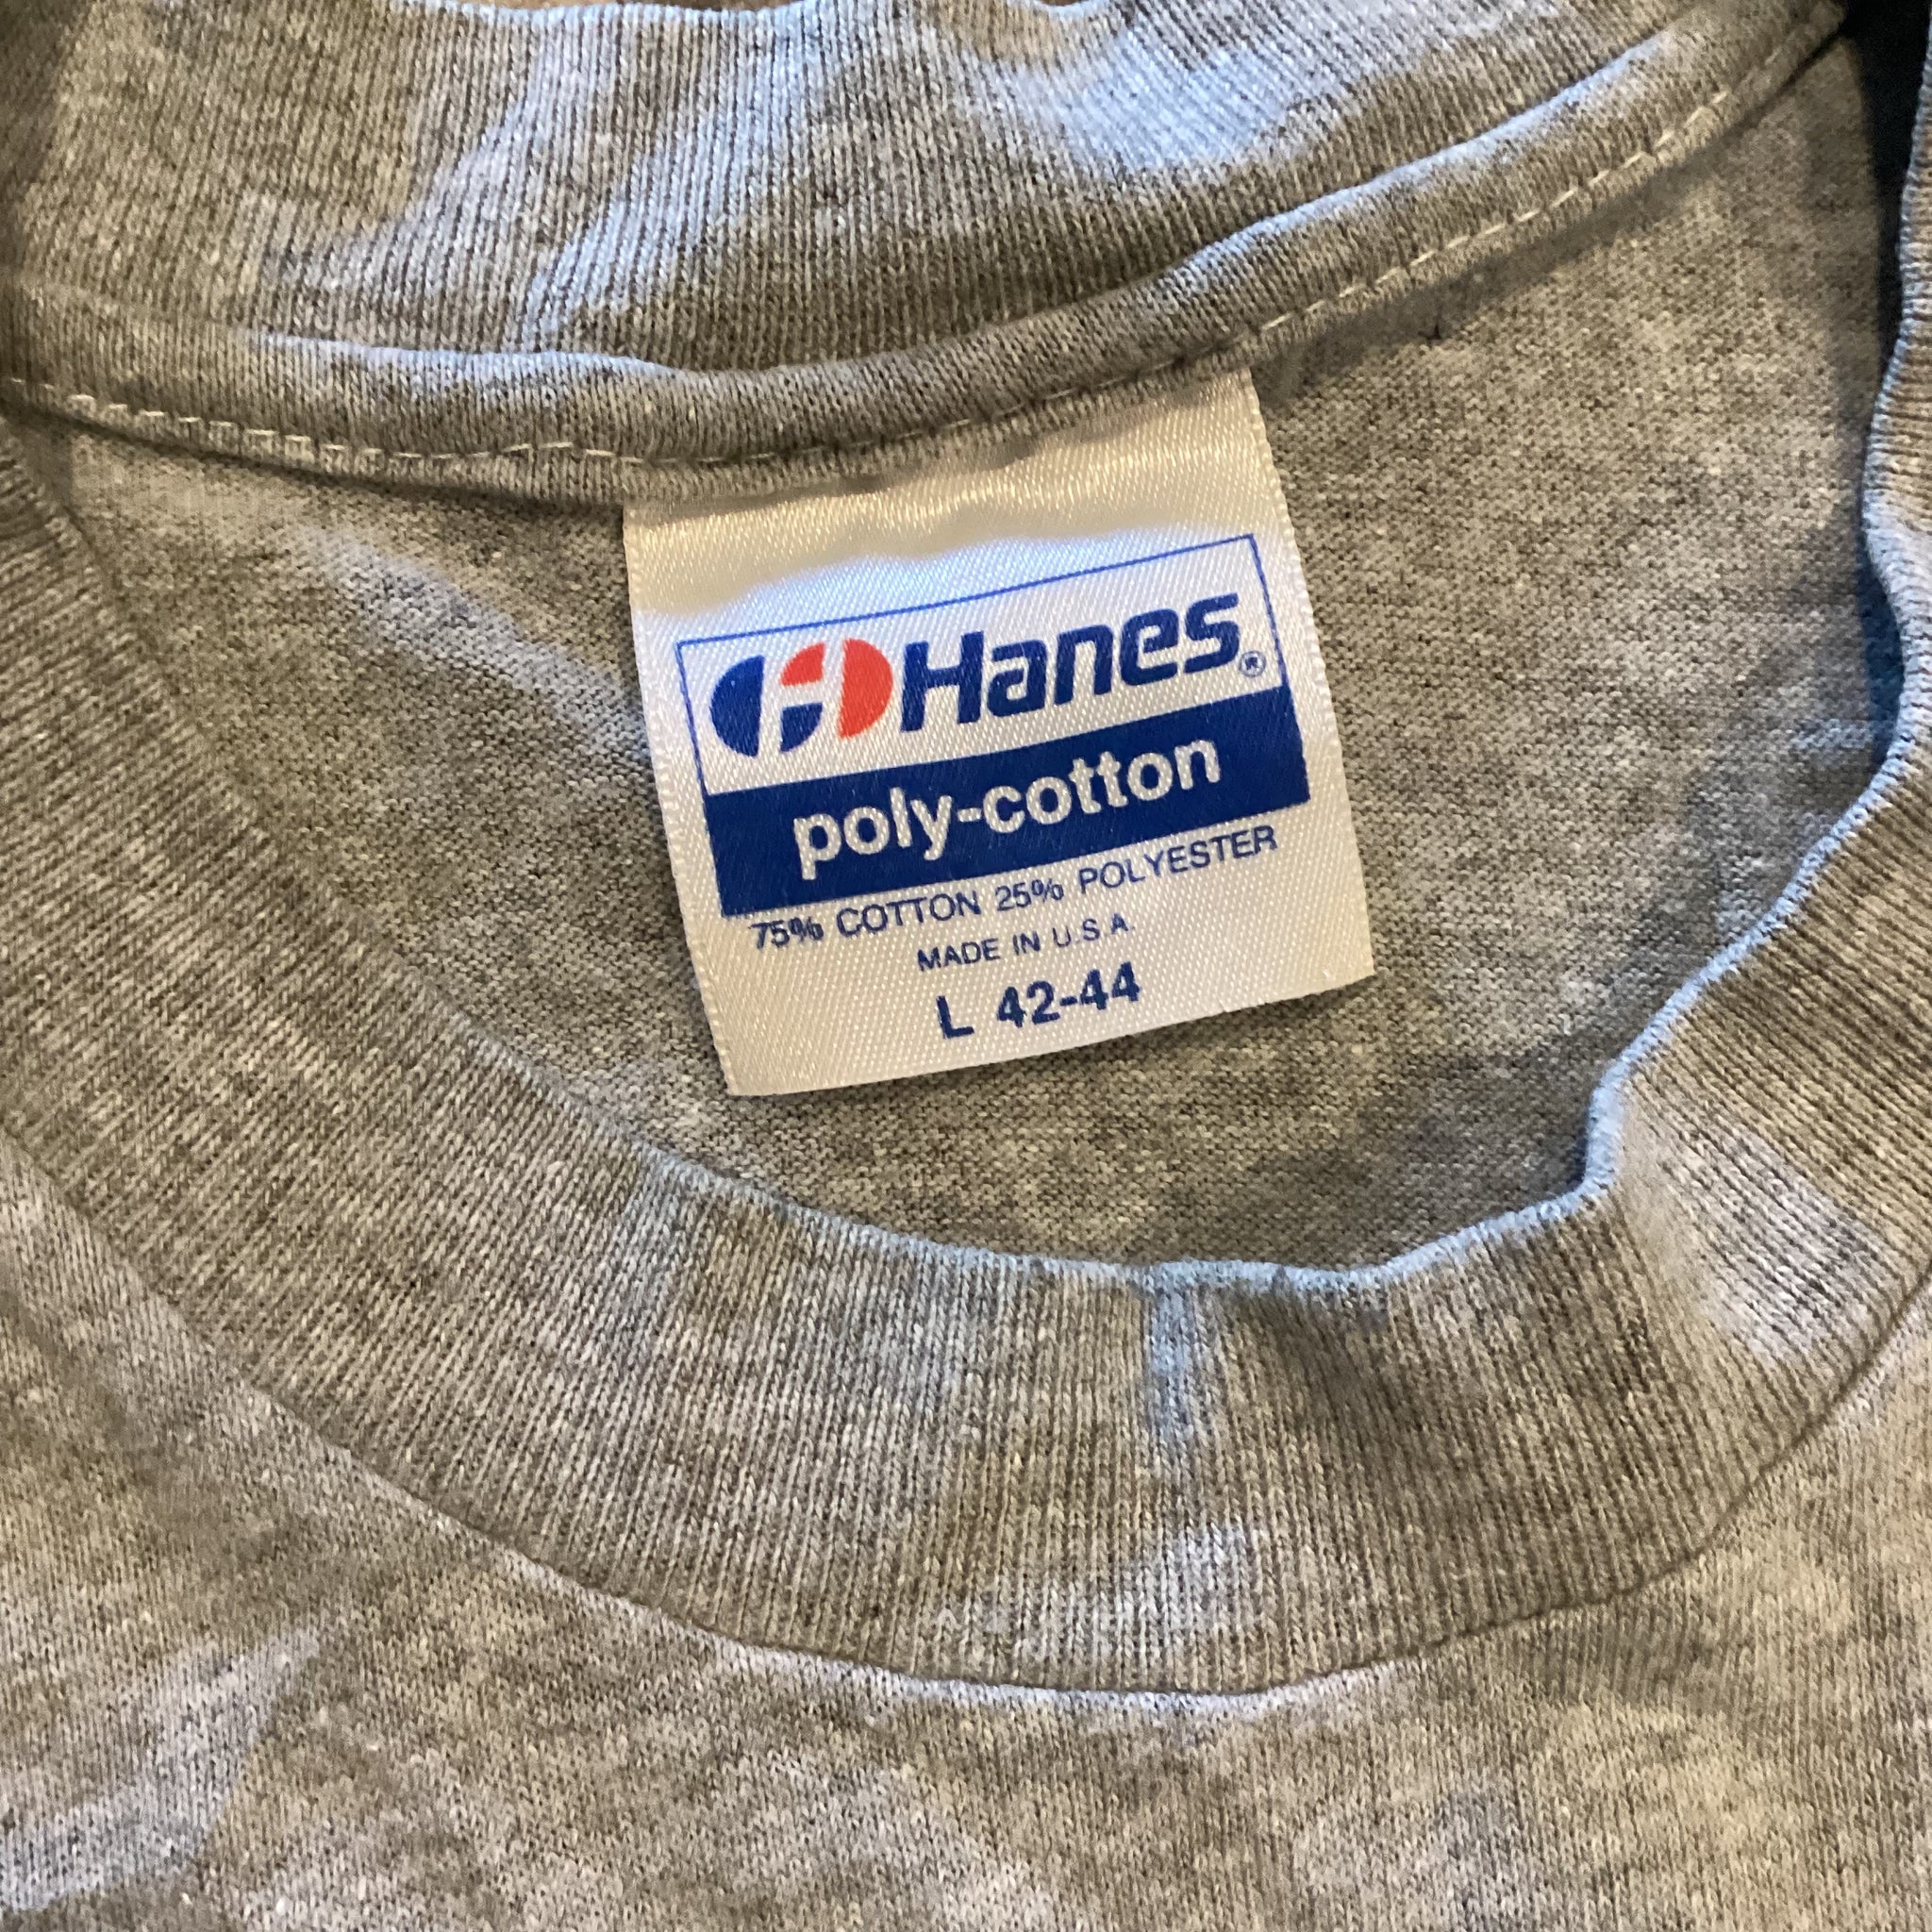 Hanes®
poly-cotton
75% COTTON 25% POLYESTER
MADE IN U.S.A.
L 42-44